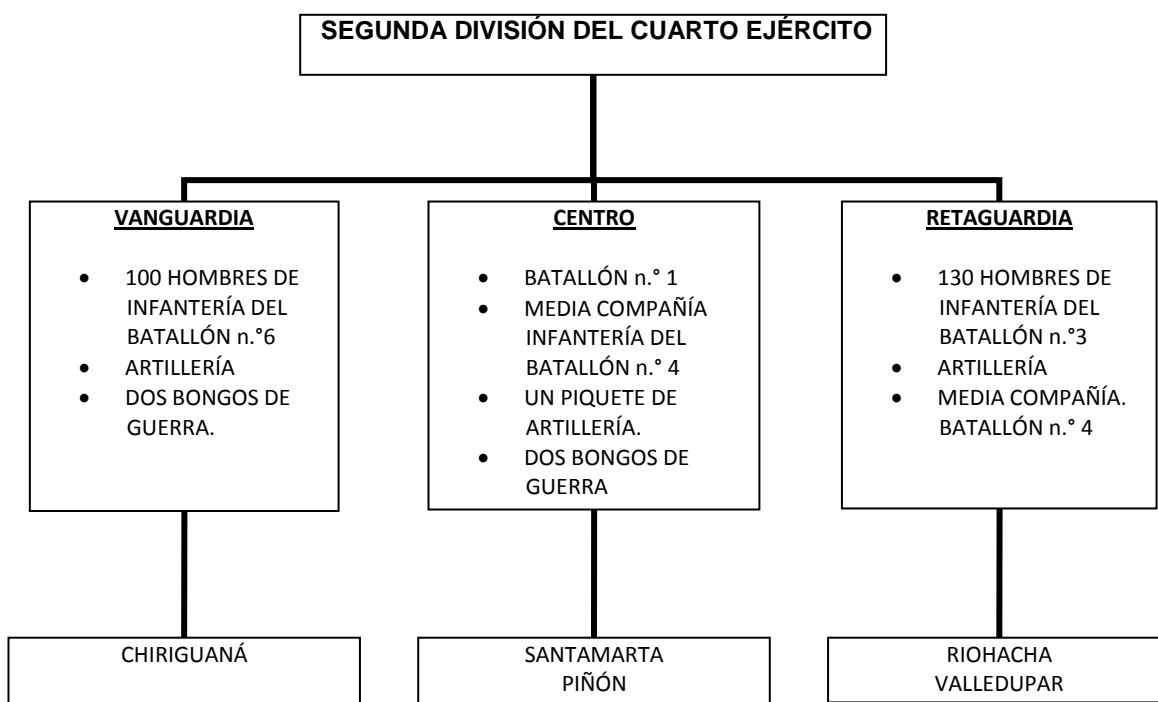 SEGUNDA DIVISIÓN DEL CUARTO EJÉRCITO
VANGUARDIA
• 100 HOMBRES DE
INFANTERÍA DEL
BATALLÓN n.°6
• ARTILLERÍA
• DOS BONGOS DE
GUERRA.
CENTRO
• BATALLÓN n.° 1
• MEDIA COMPAÑÍA
INFANTERÍA DEL
BATALLÓN n.° 4
• UN PIQUETE DE
ARTILLERÍA.
• DOS BONGOS DE
GUERRA
RETAGUARDIA
• 130 HOMBRES DE
INFANTERÍA DEL
BATALLÓN n.°3
• ARTILLERÍA
• MEDIA COMPAÑÍA.
BATALLÓN n.° 4
CHIRIGUANÁ
SANTAMARTA
PIÑÓN
RIOHACHA
VALLEDUPAR